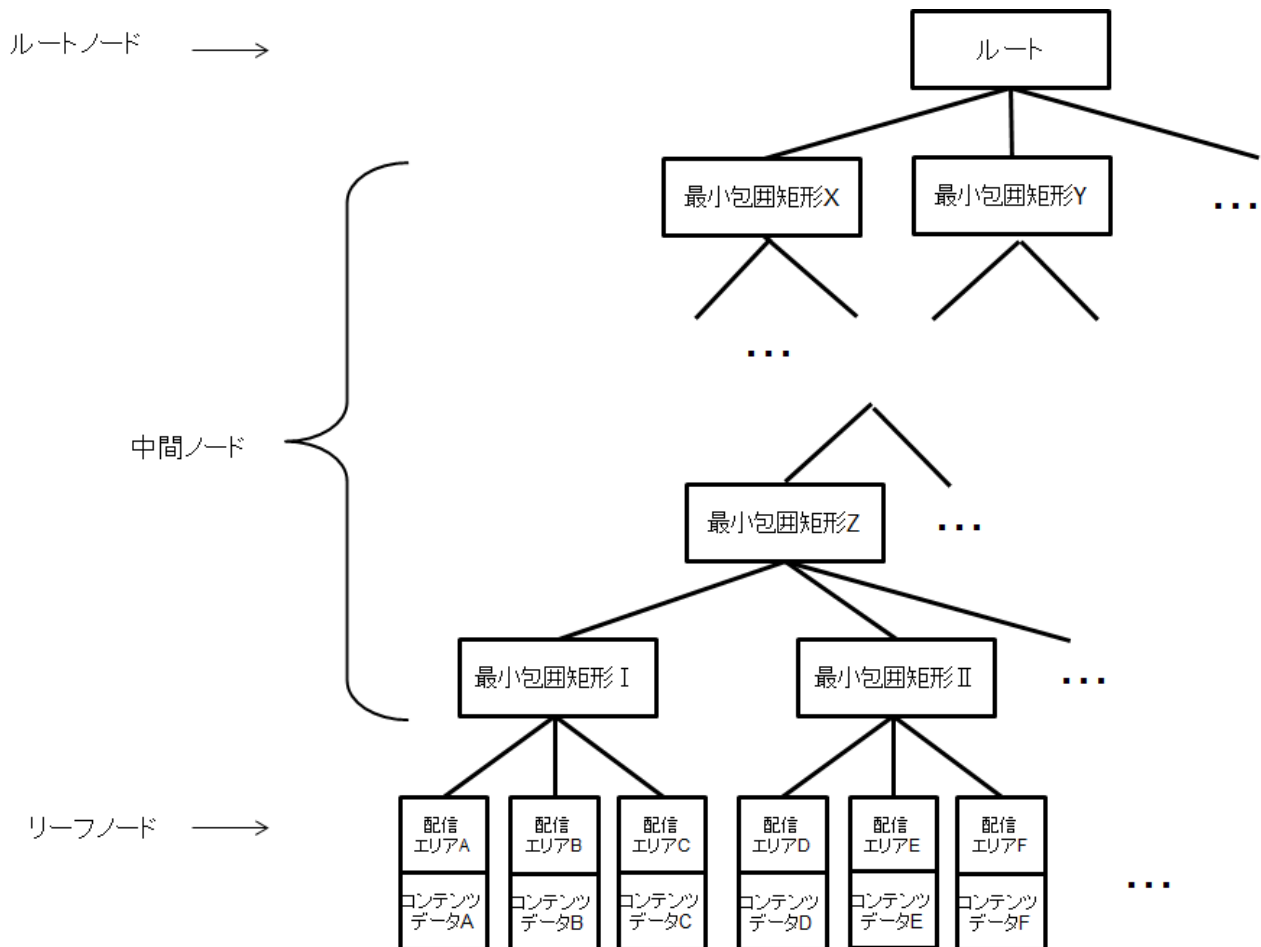 ルートノード
ルート
最小包囲矩形X
最小包囲矩形Y
...
...
中間ノード
最小包囲矩形Z
...
最小包囲矩形Ⅰ
最小包囲矩形Ⅱ
...
リーフノード
配信
エリアA
コンテンツ
データA
配信
エリアB
コンテンツ
データB
配信
エリアC
コンテンツ
データC
配信
エリアD
コンテンツ
データD
配信
エリアE
コンテンツ
データE
配信
エリアF
コンテンツ
データF
...